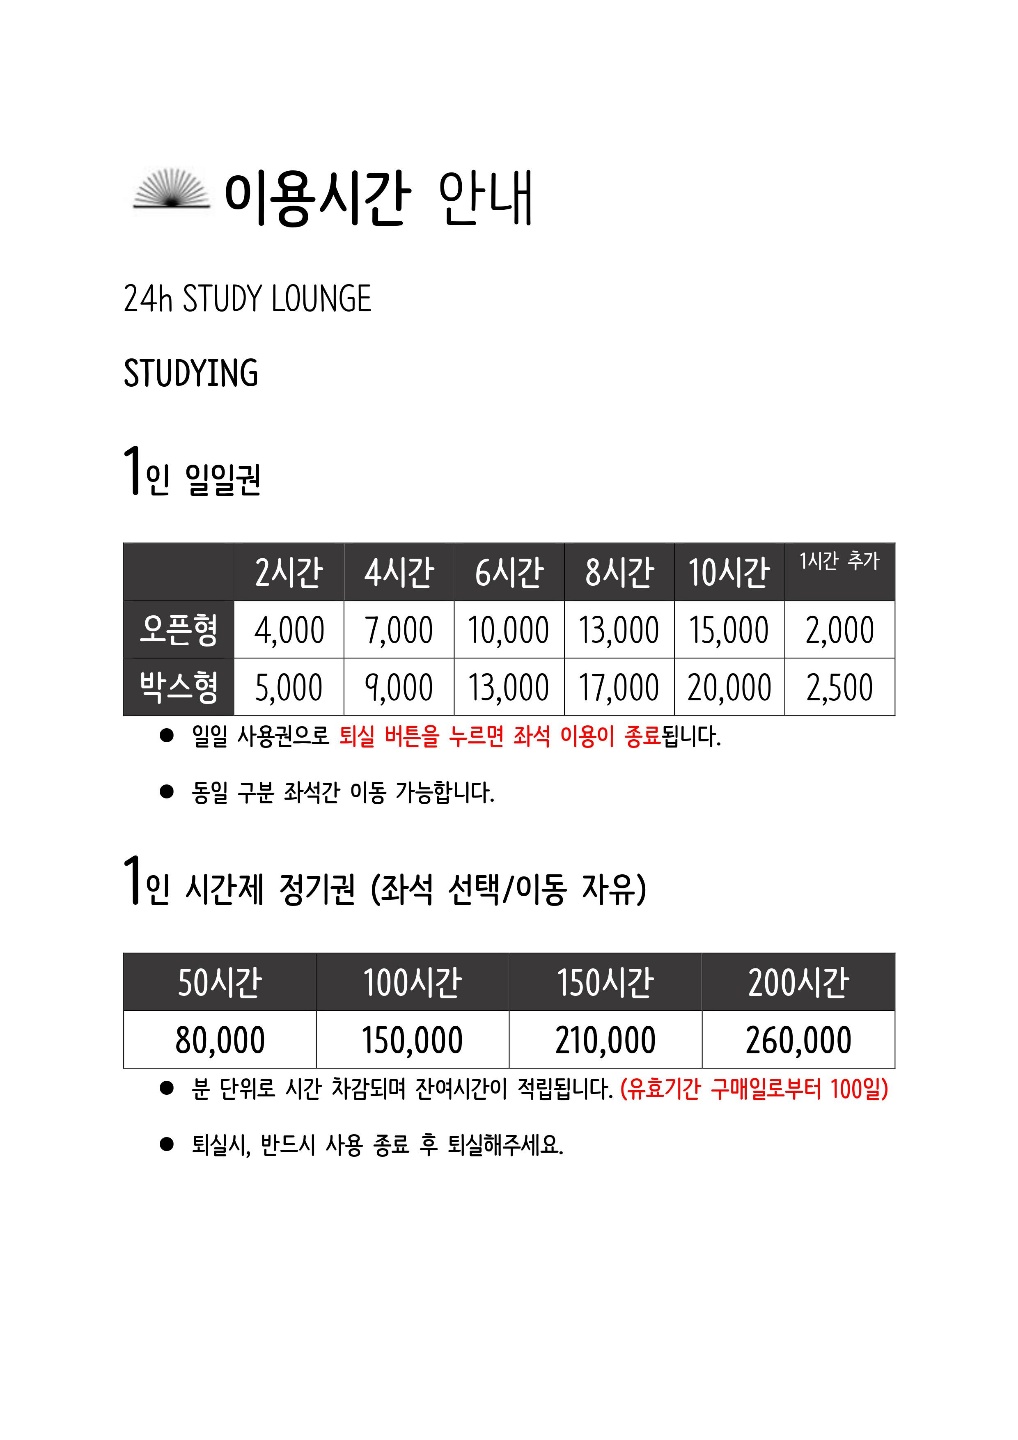 이용시간 안내
24h STUDY LOUNGE
STUDYING
1인 일일권
2시간 4시간 6시간 8시간 10시간 1시간 추가
오픈형 4,000 7,000 10,000 13,000 15,000 2,000
박스형 5,000 9,000 13,000 17,000 20,000 2,500
● 일일 사용권으로 퇴실 버튼을 누르면 좌석 이용이 종료됩니다.
● 동일 구분 좌석간 이동 가능합니다.
1인 시간제 정기권 (좌석 선택/이동 자유)
50시간 100시간 150시간 200시간
80,000 150,000 210,000 260,000
● 분 단위로 시간 차감되며 잔여시간이 적립됩니다. (유효기간 구매일로부터 100일)
● 퇴실시, 반드시 사용 종료 후 퇴실해주세요.